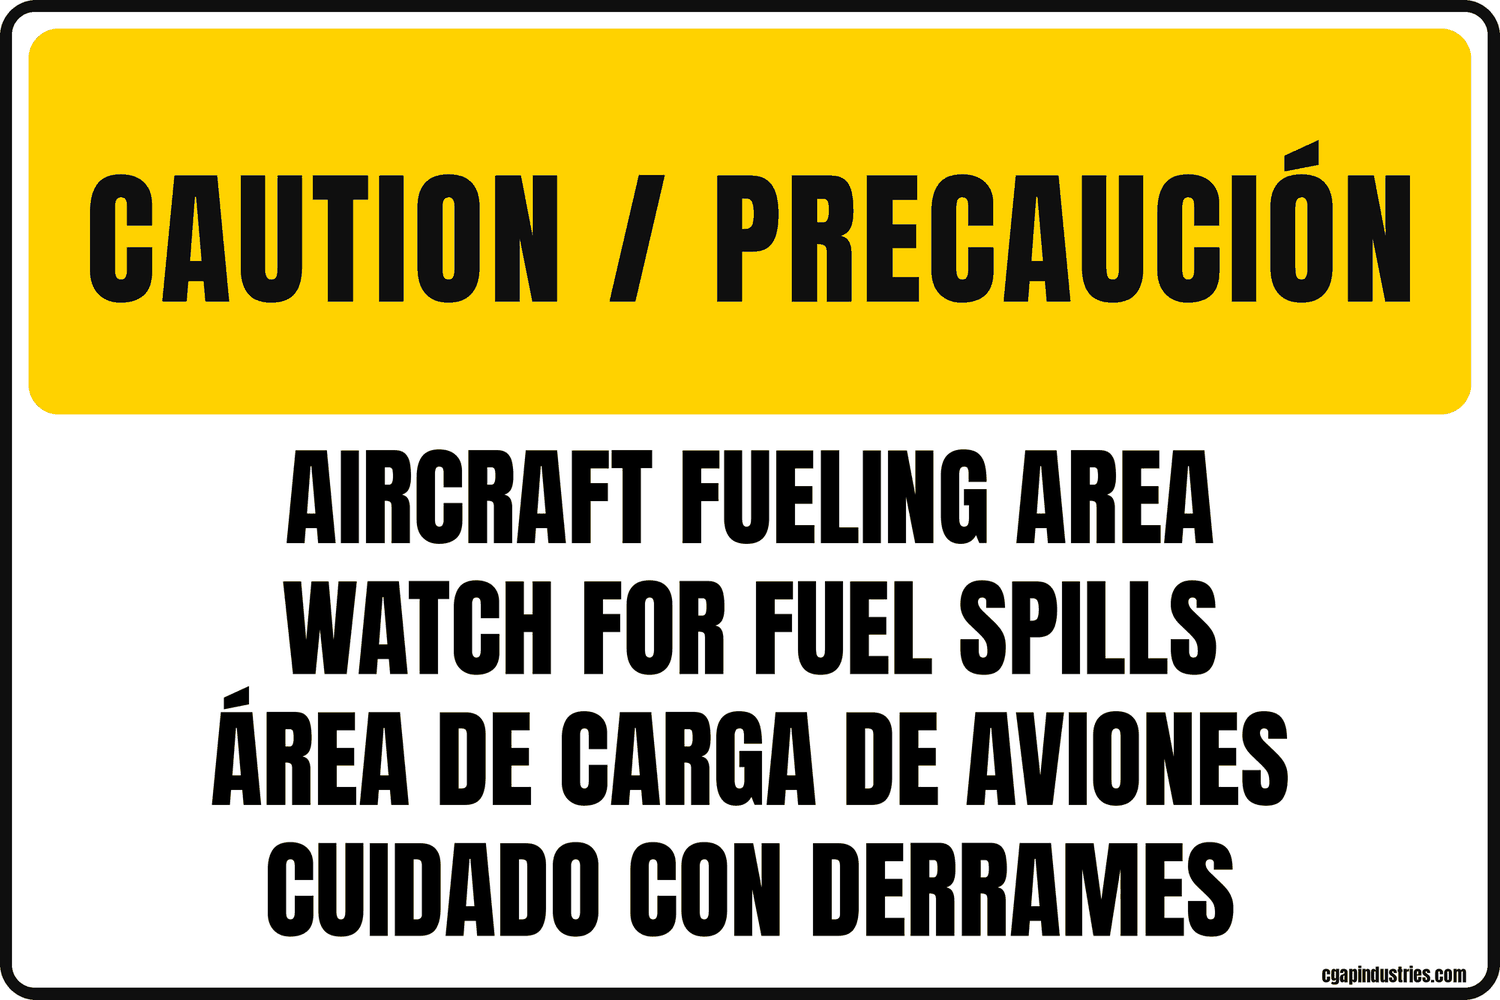 CAUTION / PRECAUCIÓN
AIRCRAFT FUELING AREA
WATCH FOR FUEL SPILLS
ÁREA DE CARGA DE AVIONES
CUIDADO CON DERRAMES
cgapindustries.com